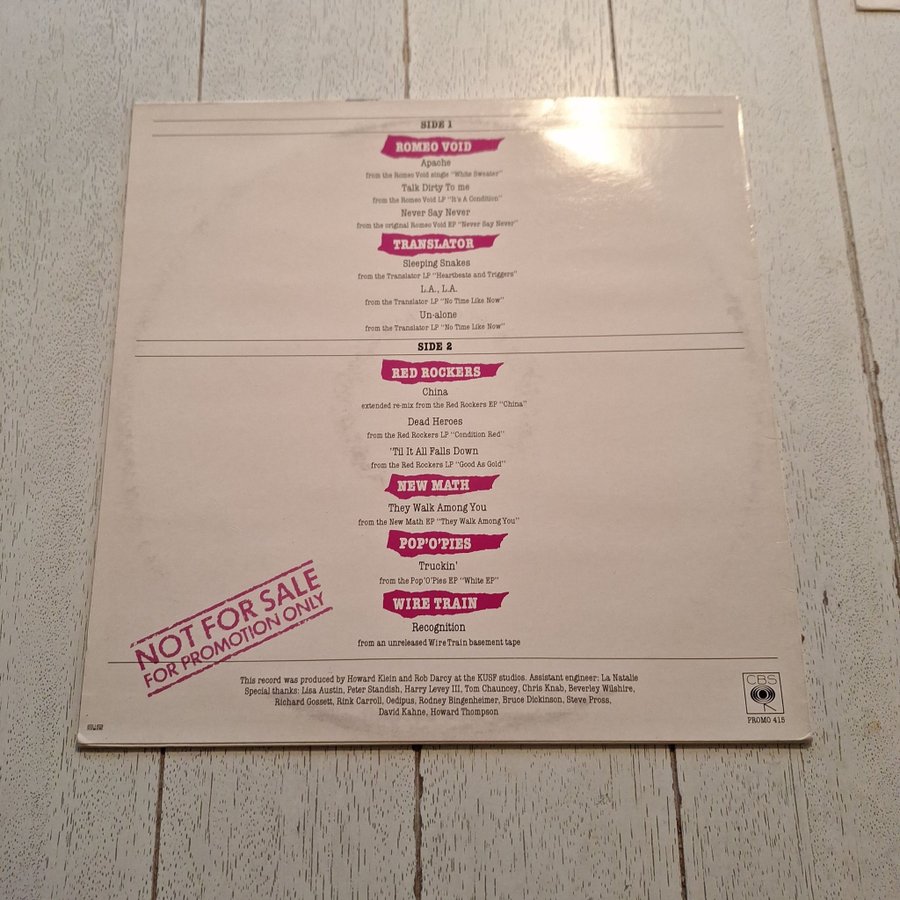 SIDE 1
ROMEO VOID
Apache
from the Romeo Void single "White Sweater"
Talk Dirty To me
from the Romeo Void LP "It's A Condition"
Never Say Never
from the original Romeo Void EP "Never Say Never"
TRANSLATOR
Sleeping Snakes
from the Translator LP "Heartbeats and Triggers"
L.A., L.A.
from the Translator LP "No Time Like Now"
Un-alone
from the Translator LP "No Time Like Now"
SIDE 2
RED ROCKERS
China
extended re-mix from the Red Rockers EP "China"
Dead Heroes
from the Red Rockers LP "Condition Red"
'Til It All Falls Down
from the Red Rockers LP "Good As Gold"
NEW MATH
They Walk Among You
from the New Math EP "They Walk Among You"
POP'O'PIES
Truckin'
from the Pop'O'Pies EP "White EP"
WIRE TRAIN
Recognition
from an unreleased Wire Train basement tape
NOT FOR SALE
FOR PROMOTION ONLY
This record was produced by Howard Klein and Rob Darcy at the KUSF studios. Assistant engineer: La Natalie
Special thanks: Lisa Austin, Peter Standish, Harry Levey III, Tom Chauncey, Chris Knab, Beverley Wilshire,
Richard Gossett, Rink Carroll, Oedipus, Rodney Bingenheimer, Bruce Dickinson, Steve Pross,
David Kahne, Howard Thompson
CBS
PROMO 415